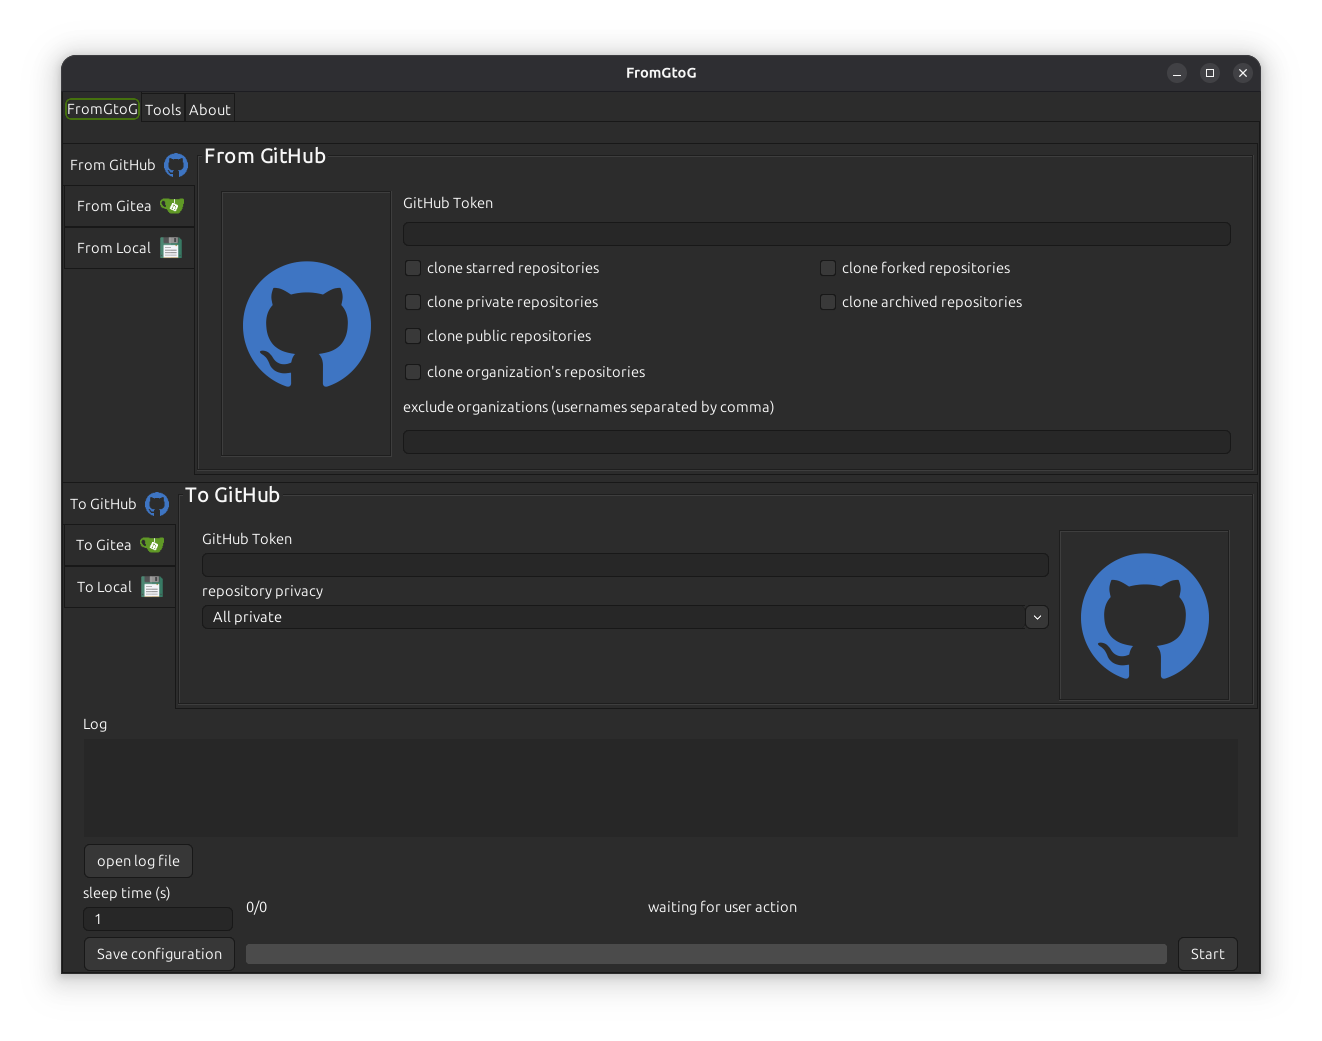 FromGtoG
FromGtoG Tools About
From GitHub
From Gitea
From Local
From GitHub
GitHub Token
clone starred repositories
clone forked repositories
clone private repositories
clone archived repositories
clone public repositories
clone organization's repositories
exclude organizations (usernames separated by comma)
To GitHub
To Gitea
To Local
To GitHub
GitHub Token
repository privacy
All private
Log
open log file
sleep time (s)
1
0/0
waiting for user action
Save configuration
Start